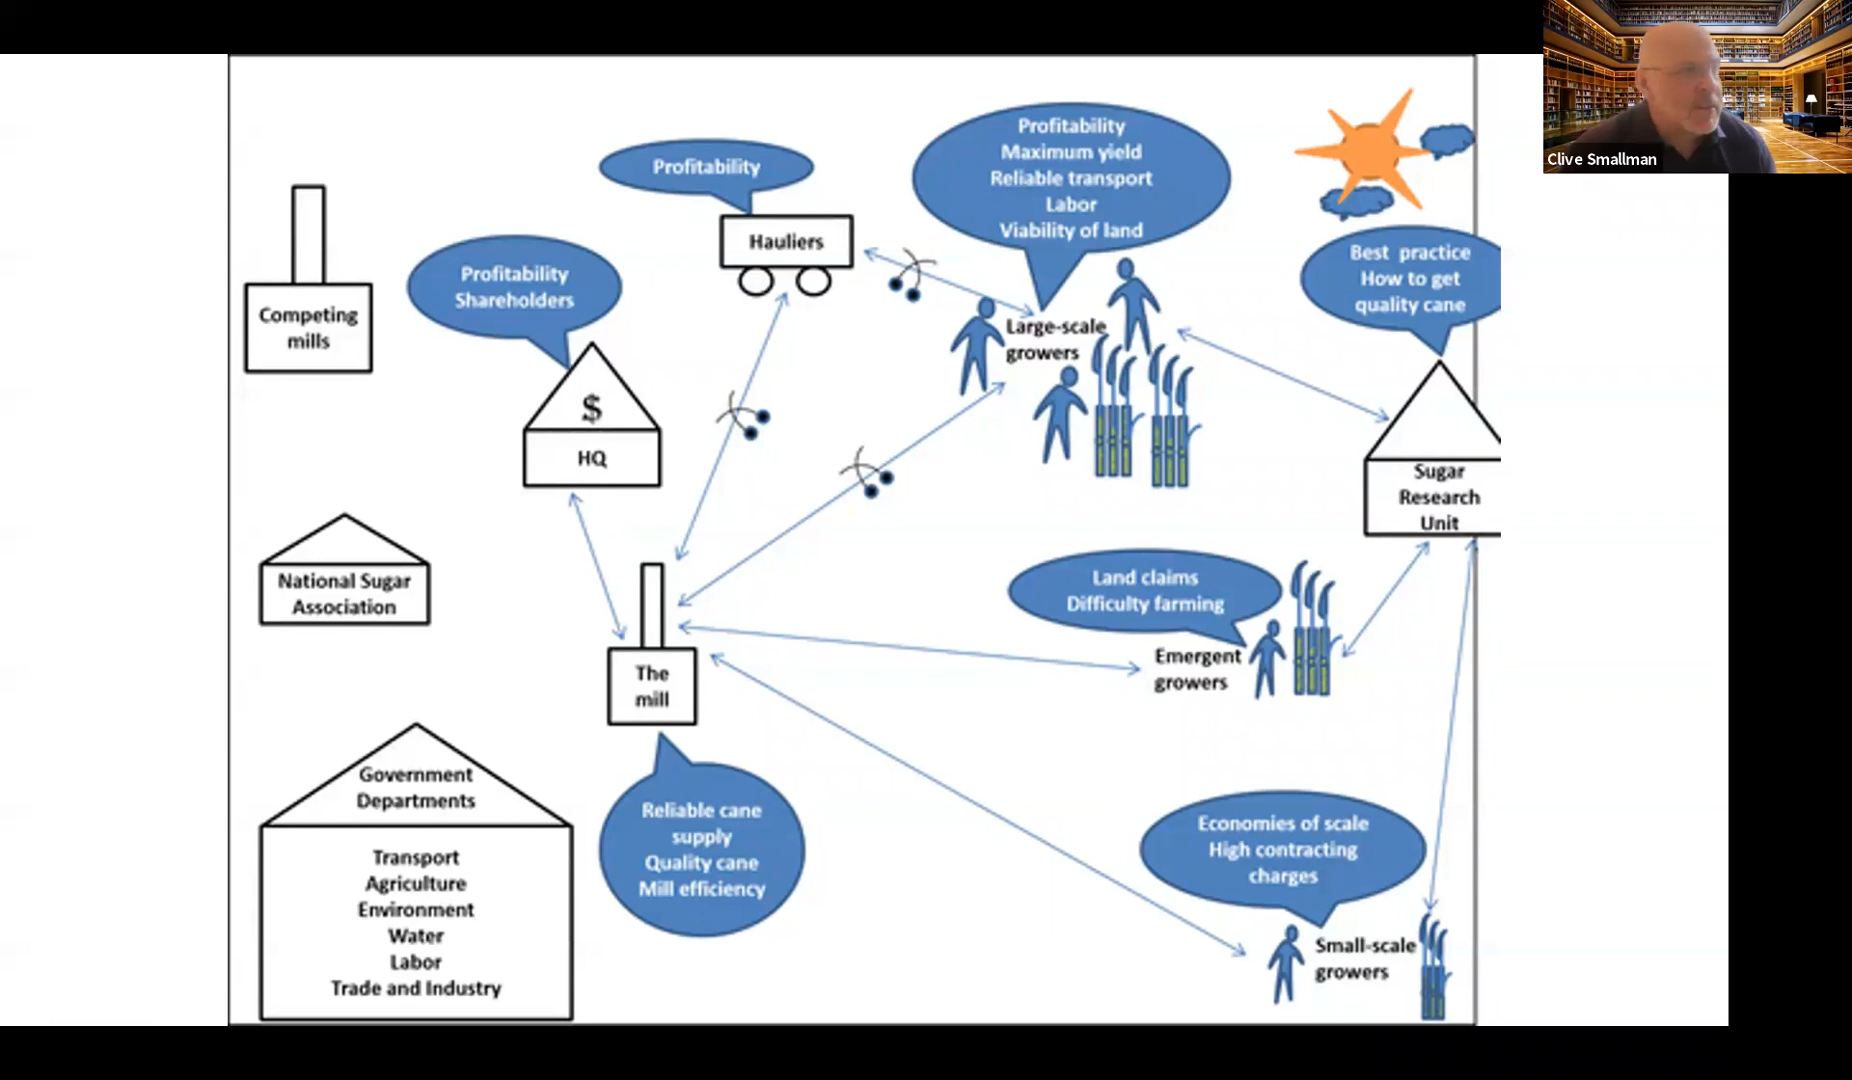 Clive Smallman
Profitability
Maximum yield
Reliable transport
Labor
Viability of land
Profitability
Hauliers
Profitability
Shareholders
Best practice
How to get
quality cane
Competing
mills
Large-scale
growers
$
HQ
Sugar
Research
Unit
National Sugar
Association
Land claims
Difficulty farming
Emergent
growers
The
mill
Government
Departments
Transport
Agriculture
Environment
Water
Labor
Trade and Industry
Reliable cane
supply
Quality cane
Mill efficiency
Economies of scale
High contracting
charges
Small-scale
growers